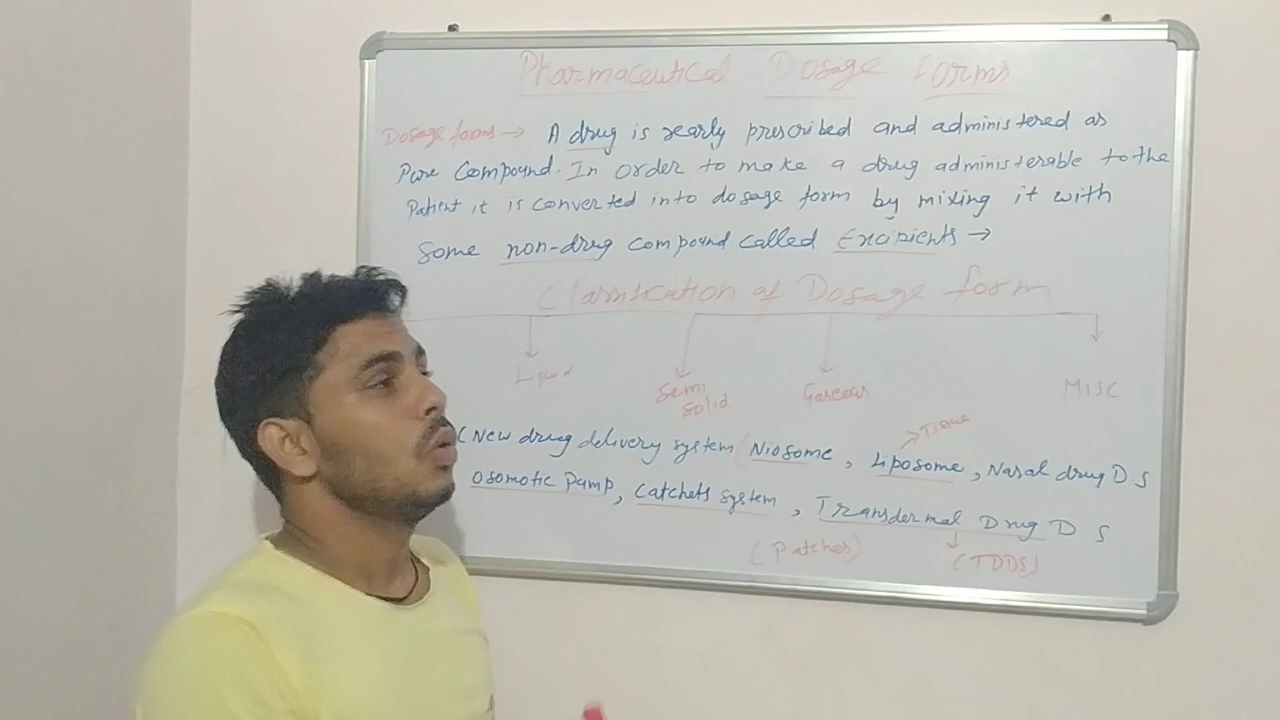 Pharmaceutical Dosage Forms
Dosage forms → A drug is rearly prescribed and administered as
Pure Compound. In order to make a drug administerable to the
Patient it is converted into dosage form by mixing it with
Some non-drug compound called Excipients →
Classification of Dosage form
Liquid
Semi Solid
Gaseous
MISC
→ Tissue
(New drug delivery system (Niosome, Liposome, Nasal drug D.S
Osomotic Pump, Catchets system, Transdermal Drug D S
(Patches)
(TDDS)